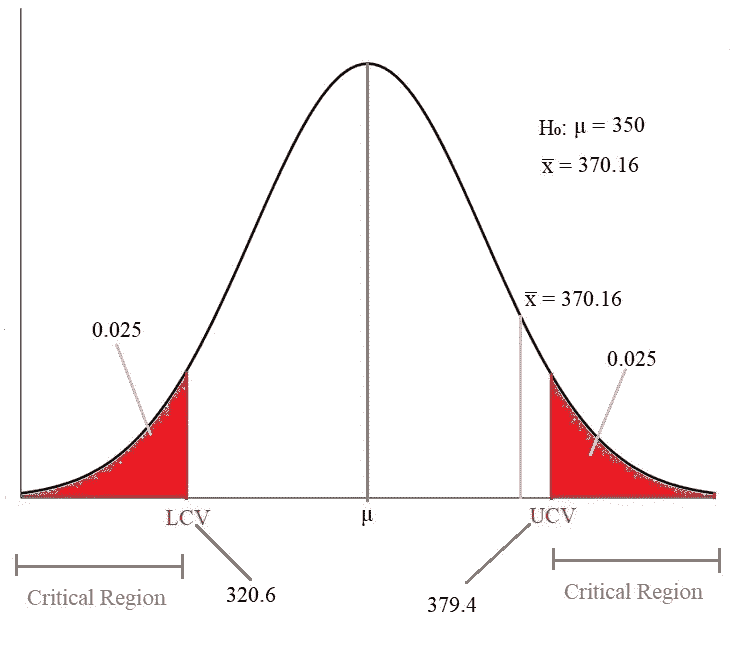 H₀: μ = 350
x̅ = 370.16
x̅ = 370.16
0.025
0.025
LCV
μ
UCV
320.6
379.4
Critical Region
Critical Region